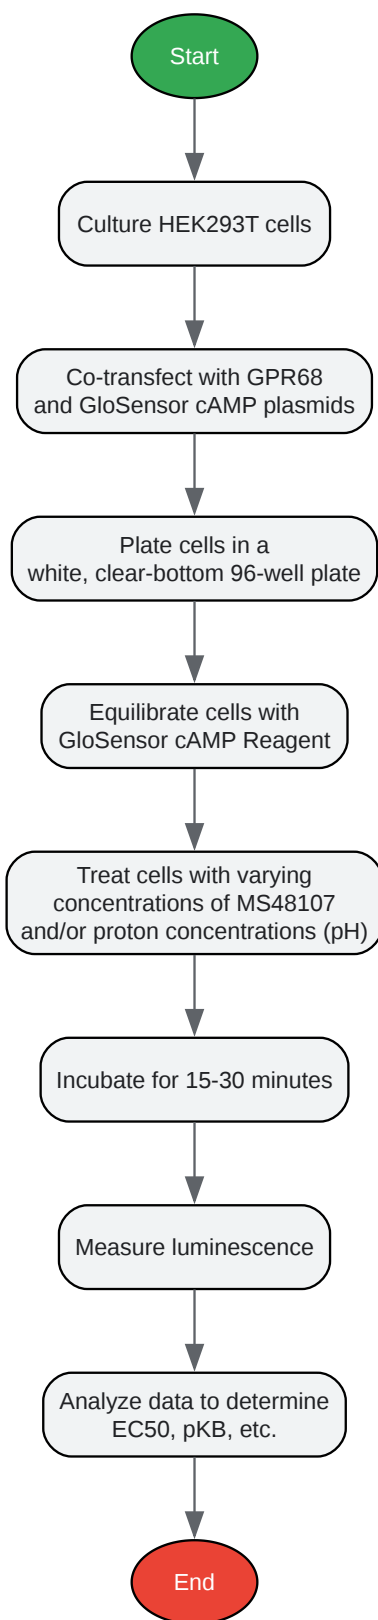 Start
Culture HEK293T cells
Co-transfect with GPR68
and GloSensor cAMP plasmids
Plate cells in a
white, clear-bottom 96-well plate
Equilibrate cells with
GloSensor cAMP Reagent
Treat cells with varying
concentrations of MS48107
and/or proton concentrations (pH)
Incubate for 15-30 minutes
Measure luminescence
Analyze data to determine
EC50, pKB, etc.
End